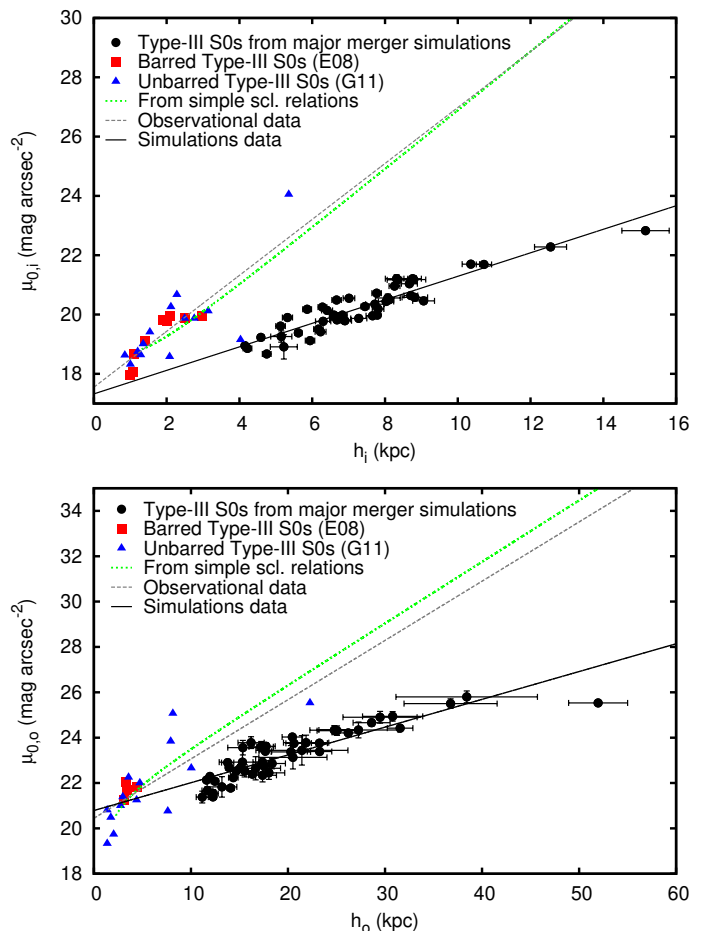 30
28
26
24
22
20
18
μ0,i (mag arcsec-2)
Type-III S0s from major merger simulations
Barred Type-III S0s (E08)
Unbarred Type-III S0s (G11)
From simple scl. relations
Observational data
Simulations data
0 2 4 6 8 10 12 14 16
hi (kpc)
34
32
30
28
26
24
22
20
18
μ0,o (mag arcsec-2)
Type-III S0s from major merger simulations
Barred Type-III S0s (E08)
Unbarred Type-III S0s (G11)
From simple scl. relations
Observational data
Simulations data
0 10 20 30 40 50 60
ho (kpc)